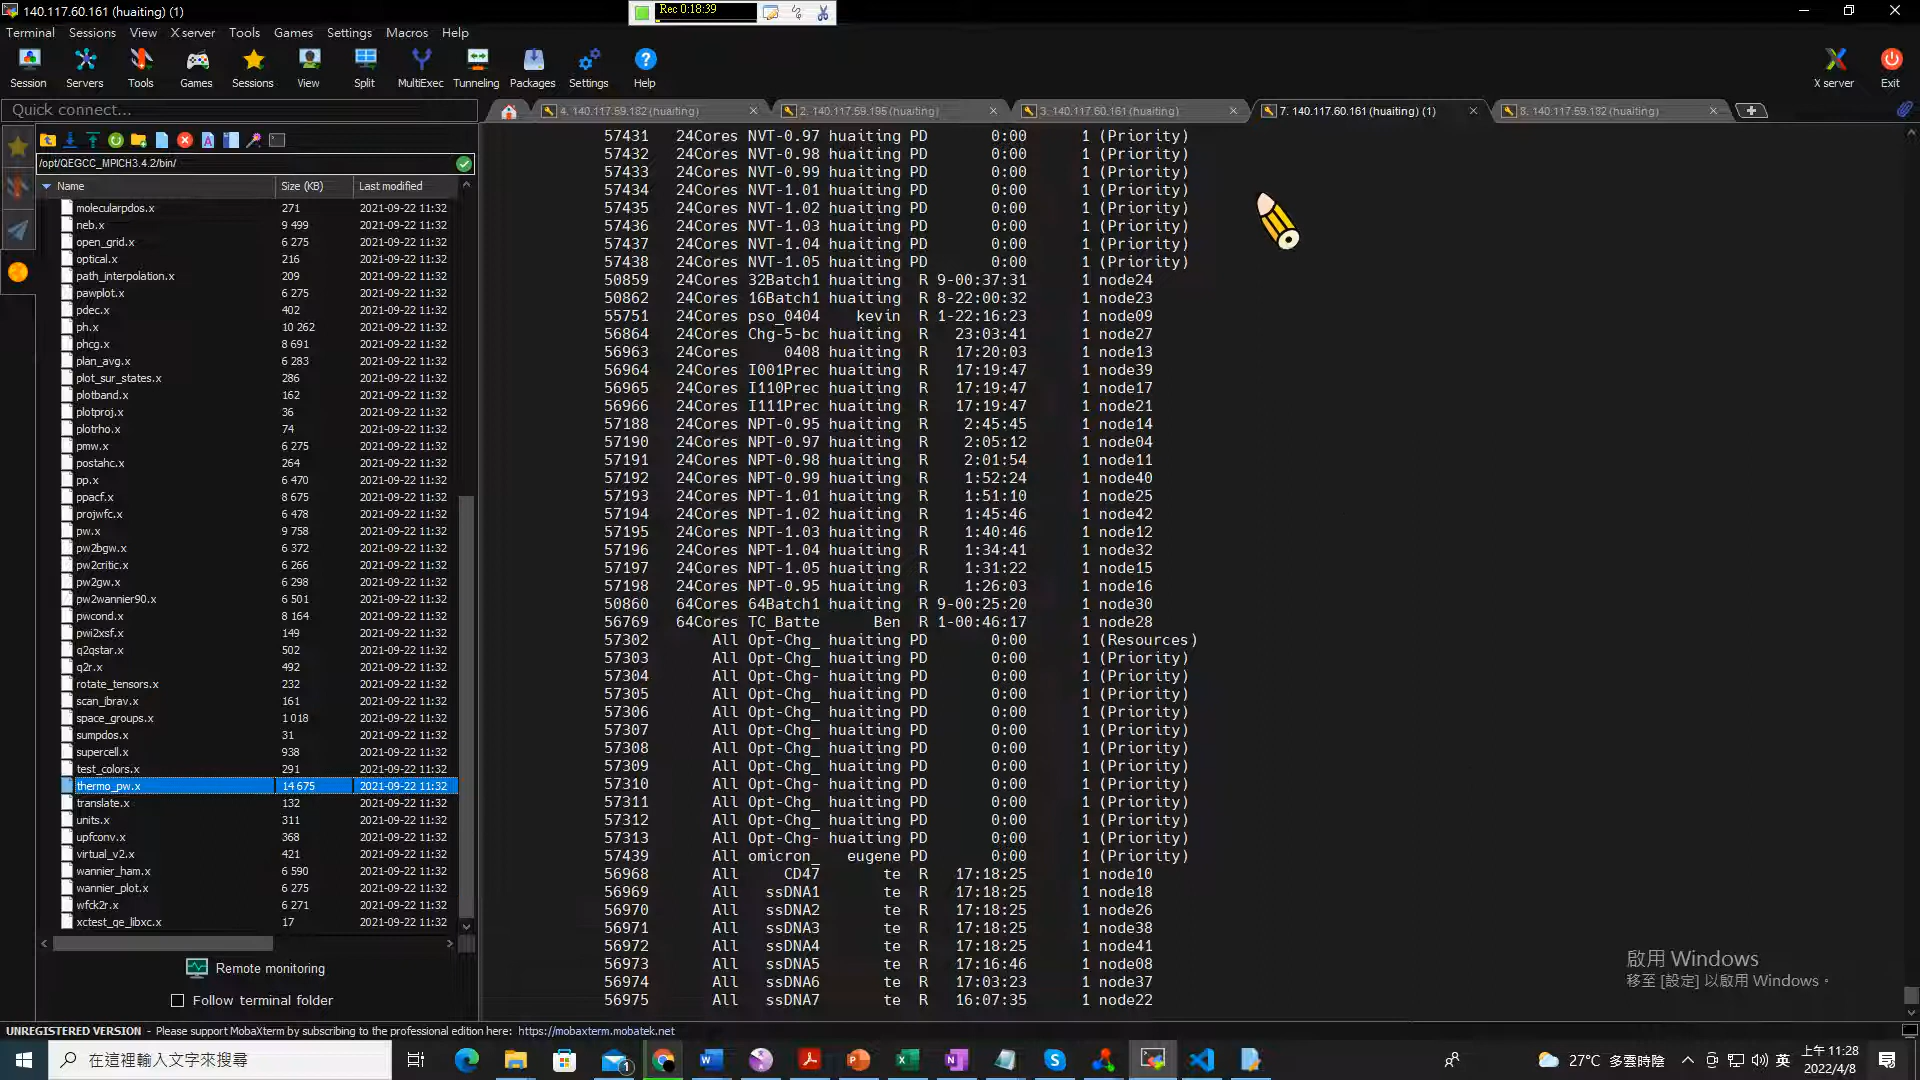 140.117.60.161 (huaiting) (1)
Rec 0:18:39
Terminal Sessions View X server Tools Games Settings Macros Help
Session Servers Tools Games Sessions View Split MultiExec Tunneling Packages Settings Help X server Exit
Quick connect...
4. 140.117.59.182 (huaiting) 2. 140.117.59.195 (huaiting) 3. 140.117.60.161 (huaiting) 7. 140.117.60.161 (huaiting) (1) 8. 140.117.59.182 (huaiting)
/opt/QEGCC_MPICH3.4.2/bin/
Name Size (KB) Last modified
molecularpdos.x 271 2021-09-22 11:32
neb.x 9 499 2021-09-22 11:32
open_grid.x 6 275 2021-09-22 11:32
optical.x 216 2021-09-22 11:32
path_interpolation.x 209 2021-09-22 11:32
pawplot.x 6 275 2021-09-22 11:32
pdec.x 402 2021-09-22 11:32
ph.x 10 262 2021-09-22 11:32
phcg.x 8 691 2021-09-22 11:32
plan_avg.x 6 283 2021-09-22 11:32
plot_sur_states.x 286 2021-09-22 11:32
plotband.x 162 2021-09-22 11:32
plotproj.x 36 2021-09-22 11:32
plotrho.x 74 2021-09-22 11:32
pmw.x 6 275 2021-09-22 11:32
postahc.x 264 2021-09-22 11:32
pp.x 6 470 2021-09-22 11:32
ppacf.x 8 675 2021-09-22 11:32
projwfc.x 6 478 2021-09-22 11:32
pw.x 9 758 2021-09-22 11:32
pw2bgw.x 6 372 2021-09-22 11:32
pw2critic.x 6 266 2021-09-22 11:32
pw2gw.x 6 298 2021-09-22 11:32
pw2wannier90.x 6 501 2021-09-22 11:32
pwcond.x 8 164 2021-09-22 11:32
pwi2xsf.x 149 2021-09-22 11:32
q2qstar.x 502 2021-09-22 11:32
q2r.x 492 2021-09-22 11:32
rotate_tensors.x 232 2021-09-22 11:32
scan_ibrav.x 161 2021-09-22 11:32
space_groups.x 1 018 2021-09-22 11:32
sumpdos.x 31 2021-09-22 11:32
supercell.x 938 2021-09-22 11:32
test_colors.x 291 2021-09-22 11:32
thermo_pw.x 14 675 2021-09-22 11:32
translate.x 132 2021-09-22 11:32
units.x 311 2021-09-22 11:32
upfconv.x 368 2021-09-22 11:32
virtual_v2.x 421 2021-09-22 11:32
wannier_ham.x 6 590 2021-09-22 11:32
wannier_plot.x 6 275 2021-09-22 11:32
wfck2r.x 6 271 2021-09-22 11:32
xctest_qe_libxc.x 17 2021-09-22 11:32
Remote monitoring
Follow terminal folder
57431 24Cores NVT-0.97 huaiting PD 0:00 1 (Priority)
57432 24Cores NVT-0.98 huaiting PD 0:00 1 (Priority)
57433 24Cores NVT-0.99 huaiting PD 0:00 1 (Priority)
57434 24Cores NVT-1.01 huaiting PD 0:00 1 (Priority)
57435 24Cores NVT-1.02 huaiting PD 0:00 1 (Priority)
57436 24Cores NVT-1.03 huaiting PD 0:00 1 (Priority)
57437 24Cores NVT-1.04 huaiting PD 0:00 1 (Priority)
57438 24Cores NVT-1.05 huaiting PD 0:00 1 (Priority)
50859 24Cores 32Batch1 huaiting R 9-00:37:31 1 node24
50862 24Cores 16Batch1 huaiting R 8-22:00:32 1 node23
55751 24Cores pso_0404 kevin R 1-22:16:23 1 node09
56864 24Cores Chg-5-bc huaiting R 23:03:41 1 node27
56963 24Cores 0408 huaiting R 17:20:03 1 node13
56964 24Cores I001Prec huaiting R 17:19:47 1 node39
56965 24Cores I110Prec huaiting R 17:19:47 1 node17
56966 24Cores I111Prec huaiting R 17:19:47 1 node21
57188 24Cores NPT-0.95 huaiting R 2:45:45 1 node14
57190 24Cores NPT-0.97 huaiting R 2:05:12 1 node04
57191 24Cores NPT-0.98 huaiting R 2:01:54 1 node11
57192 24Cores NPT-0.99 huaiting R 1:52:24 1 node40
57193 24Cores NPT-1.01 huaiting R 1:51:10 1 node25
57194 24Cores NPT-1.02 huaiting R 1:45:46 1 node42
57195 24Cores NPT-1.03 huaiting R 1:40:46 1 node12
57196 24Cores NPT-1.04 huaiting R 1:34:41 1 node32
57197 24Cores NPT-1.05 huaiting R 1:31:22 1 node15
57198 24Cores NPT-0.95 huaiting R 1:26:03 1 node16
50860 64Cores 64Batch1 huaiting R 9-00:25:20 1 node30
56769 64Cores TC_Batte Ben R 1-00:46:17 1 node28
57302 All Opt-Chg_ huaiting PD 0:00 1 (Resources)
57303 All Opt-Chg_ huaiting PD 0:00 1 (Priority)
57304 All Opt-Chg- huaiting PD 0:00 1 (Priority)
57305 All Opt-Chg_ huaiting PD 0:00 1 (Priority)
57306 All Opt-Chg_ huaiting PD 0:00 1 (Priority)
57307 All Opt-Chg_ huaiting PD 0:00 1 (Priority)
57308 All Opt-Chg_ huaiting PD 0:00 1 (Priority)
57309 All Opt-Chg_ huaiting PD 0:00 1 (Priority)
57310 All Opt-Chg- huaiting PD 0:00 1 (Priority)
57311 All Opt-Chg_ huaiting PD 0:00 1 (Priority)
57312 All Opt-Chg_ huaiting PD 0:00 1 (Priority)
57313 All Opt-Chg- huaiting PD 0:00 1 (Priority)
57439 All omicron_ eugene PD 0:00 1 (Priority)
56968 All CD47 te R 17:18:25 1 node10
56969 All ssDNA1 te R 17:18:25 1 node18
56970 All ssDNA2 te R 17:18:25 1 node26
56971 All ssDNA3 te R 17:18:25 1 node38
56972 All ssDNA4 te R 17:18:25 1 node41
56973 All ssDNA5 te R 17:16:46 1 node08
56974 All ssDNA6 te R 17:03:23 1 node37
56975 All ssDNA7 te R 16:07:35 1 node22
啟用 Windows
移至 [設定] 以啟用 Windows。
UNREGISTERED VERSION - Please support MobaXterm by subscribing to the professional edition here: https://mobaxterm.mobatek.net
在這裡輸入文字來搜尋
27°C 多雲時陰
英
上午 11:28
2022/4/8